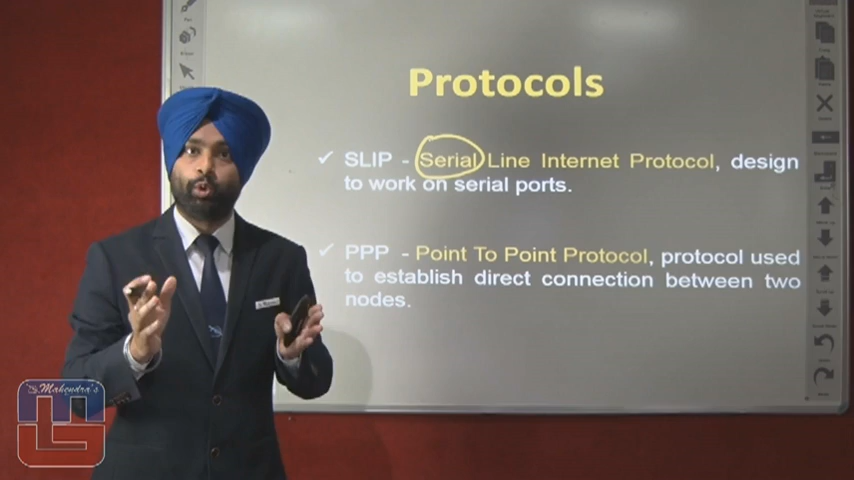 Protocols
✓ SLIP - Serial Line Internet Protocol, design
to work on serial ports.
✓ PPP - Point To Point Protocol, protocol used
to establish direct connection between two
nodes.
Mahendra's